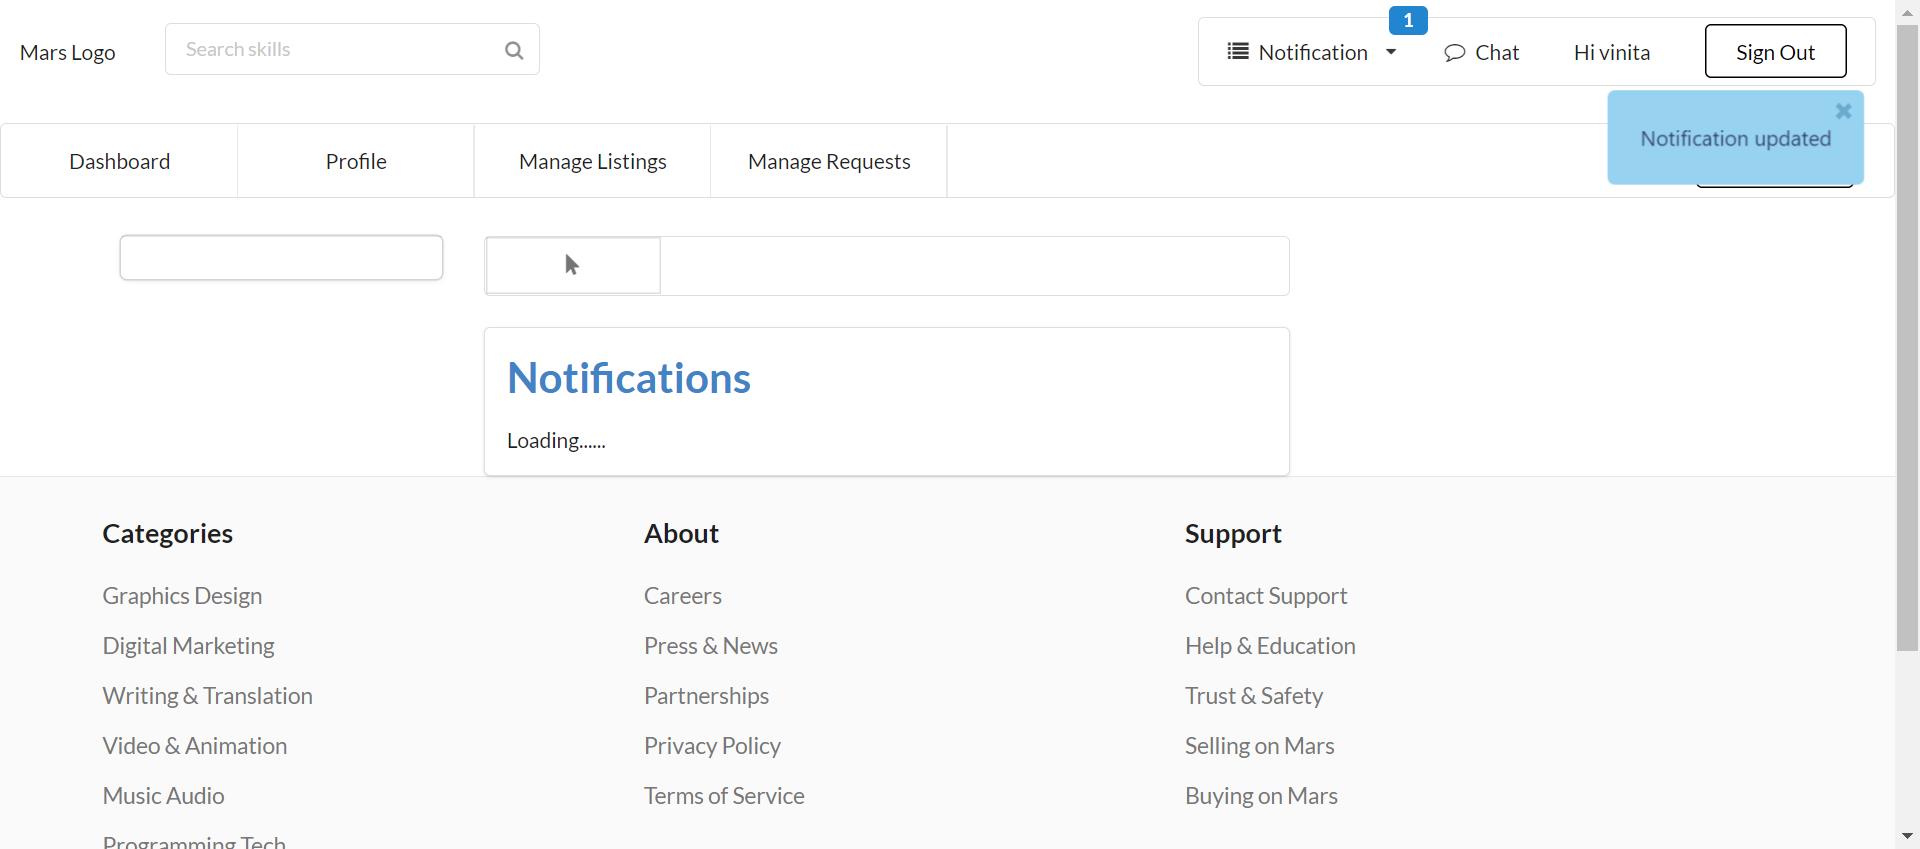 Mars Logo
Search skills
Notification
1
Chat
Hi vinita
Sign Out
Notification updated
Dashboard
Profile
Manage Listings
Manage Requests
Notifications
Loading......
Categories
Graphics Design
Digital Marketing
Writing & Translation
Video & Animation
Music Audio
Programming Tech
About
Careers
Press & News
Partnerships
Privacy Policy
Terms of Service
Support
Contact Support
Help & Education
Trust & Safety
Selling on Mars
Buying on Mars